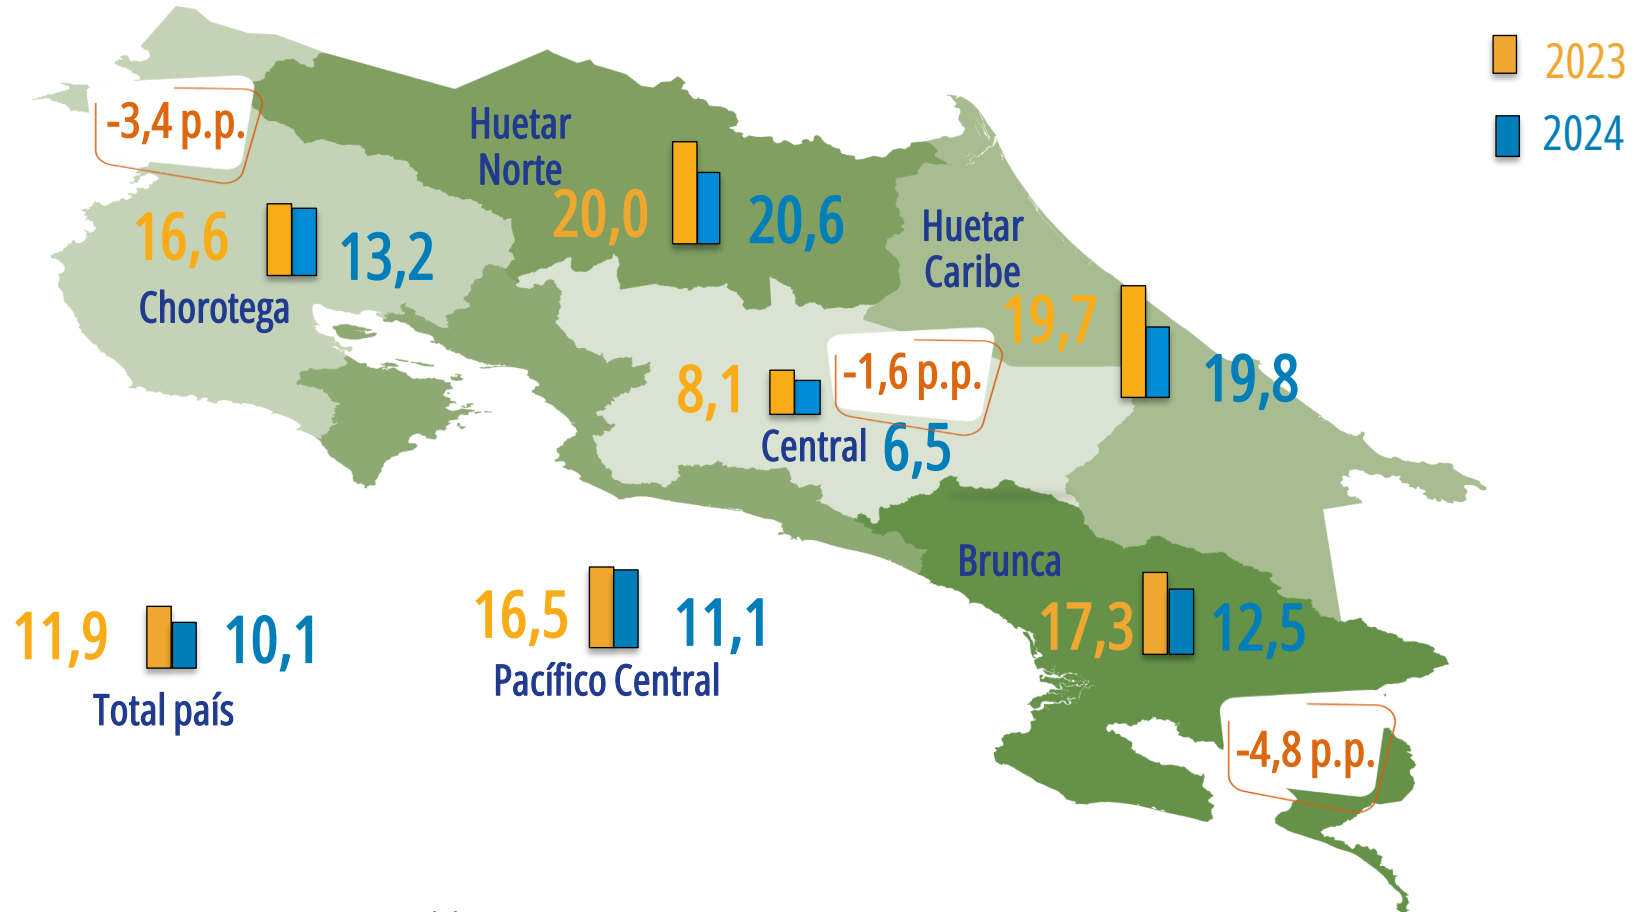 2023
2024
-3,4 p.p.
Huetar
Norte
20,0
20,6
16,6
13,2
Chorotega
Huetar
Caribe
19,7
19,8
8,1
-1,6 p.p.
Central
6,5
Brunca
17,3
12,5
-4,8 p.p.
16,5
11,1
Pacífico Central
11,9
10,1
Total país